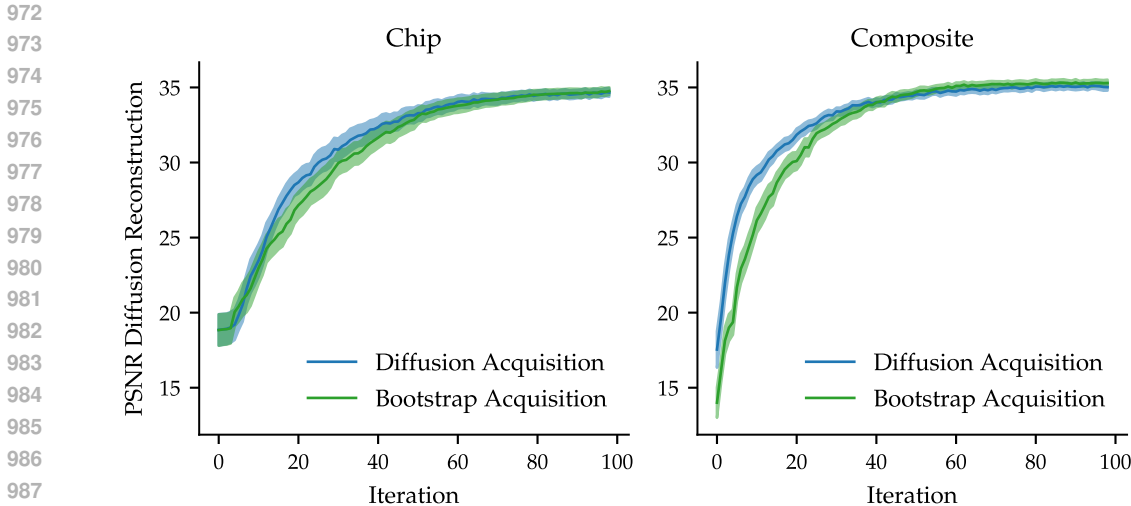 972
973
974
975
976
977
978
979
980
981
982
983
984
985
986
987
Chip
PSNR Diffusion Reconstruction
35
30
25
20
15
Diffusion Acquisition
Bootstrap Acquisition
0 20 40 60 80 100
Iteration
Composite
35
30
25
20
15
Diffusion Acquisition
Bootstrap Acquisition
0 20 40 60 80 100
Iteration